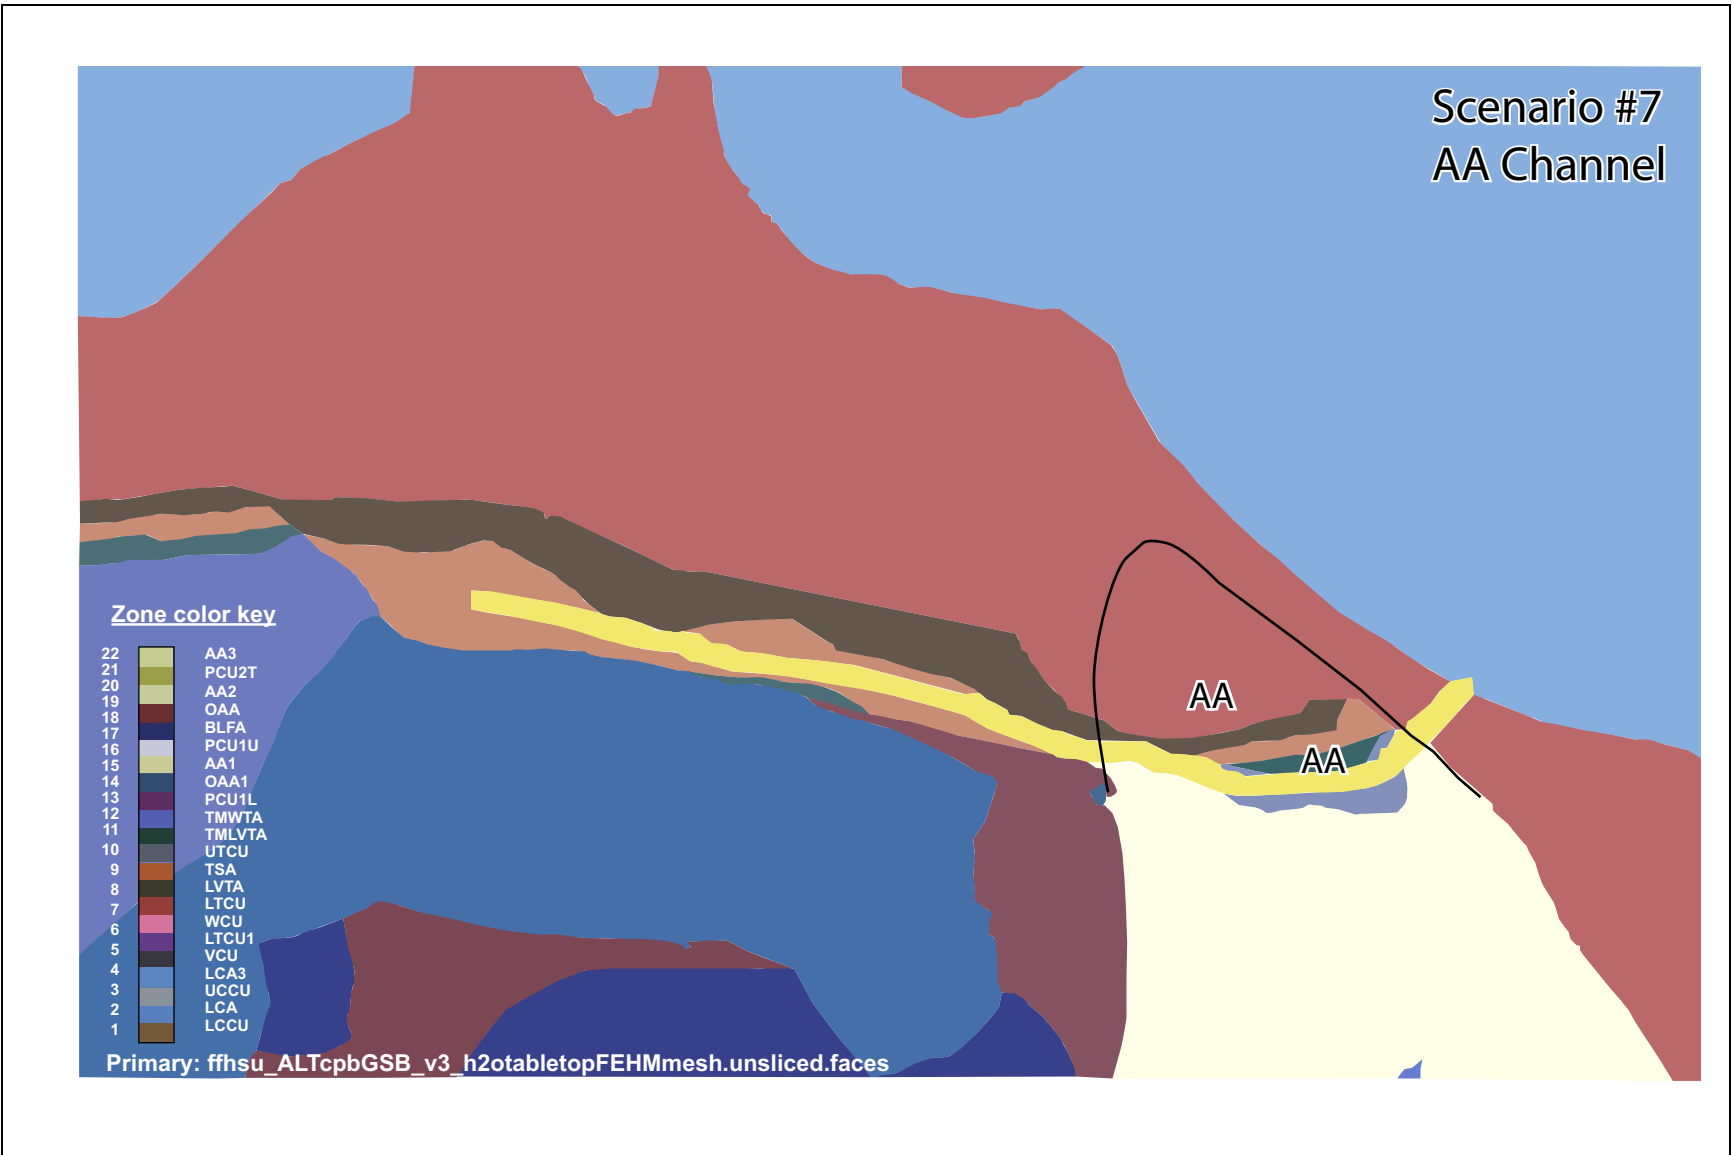 Scenario #7
AA Channel
AA
AA
Zone color key
22 AA3
21 PCU2T
20 AA2
19 OAA
18 BLFA
17 PCU1U
16 AA1
15 OAA1
14 PCU1L
13 TMWTA
12 TMLVTA
11 UTCU
10 TSA
9 LVTA
8 LTCU
7 WCU
6 LTCU1
5 VCU
4 LCA3
3 UCCU
2 LCA
1 LCCU
Primary: ffhsu_ALTcpbGSB_v3_h2otabletopFEHMmesh.unsliced.faces